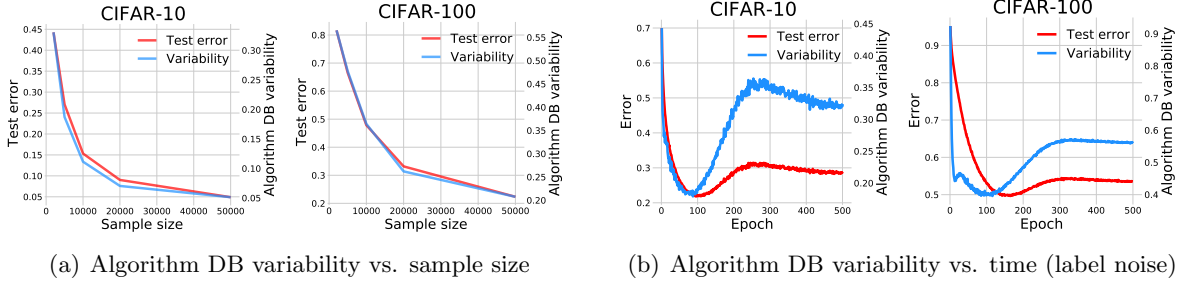 CIFAR-10
Test error
0.45
0.40
0.35
0.30
0.25
0.20
0.15
0.10
0.05
Test error
Variability
0.30
0.25
0.20
0.15
0.10
0.05
Algorithm DB variability
0 10000 20000 30000 40000 50000
Sample size
CIFAR-100
Test error
0.8
0.7
0.6
0.5
0.4
0.3
0.2
Test error
Variability
0.55
0.50
0.45
0.40
0.35
0.30
0.25
0.20
Algorithm DB variability
0 10000 20000 30000 40000 50000
Sample size
(a) Algorithm DB variability vs. sample size
CIFAR-10
Error
0.7
0.6
0.5
0.4
0.3
0.2
Test error
Variability
0.45
0.40
0.35
0.30
0.25
0.20
Algorithm DB variability
0 100 200 300 400 500
Epoch
CIFAR-100
Error
0.9
0.8
0.7
0.6
0.5
Test error
Variability
0.9
0.8
0.7
0.6
0.5
0.4
Algorithm DB variability
0 100 200 300 400 500
Epoch
(b) Algorithm DB variability vs. time (label noise)